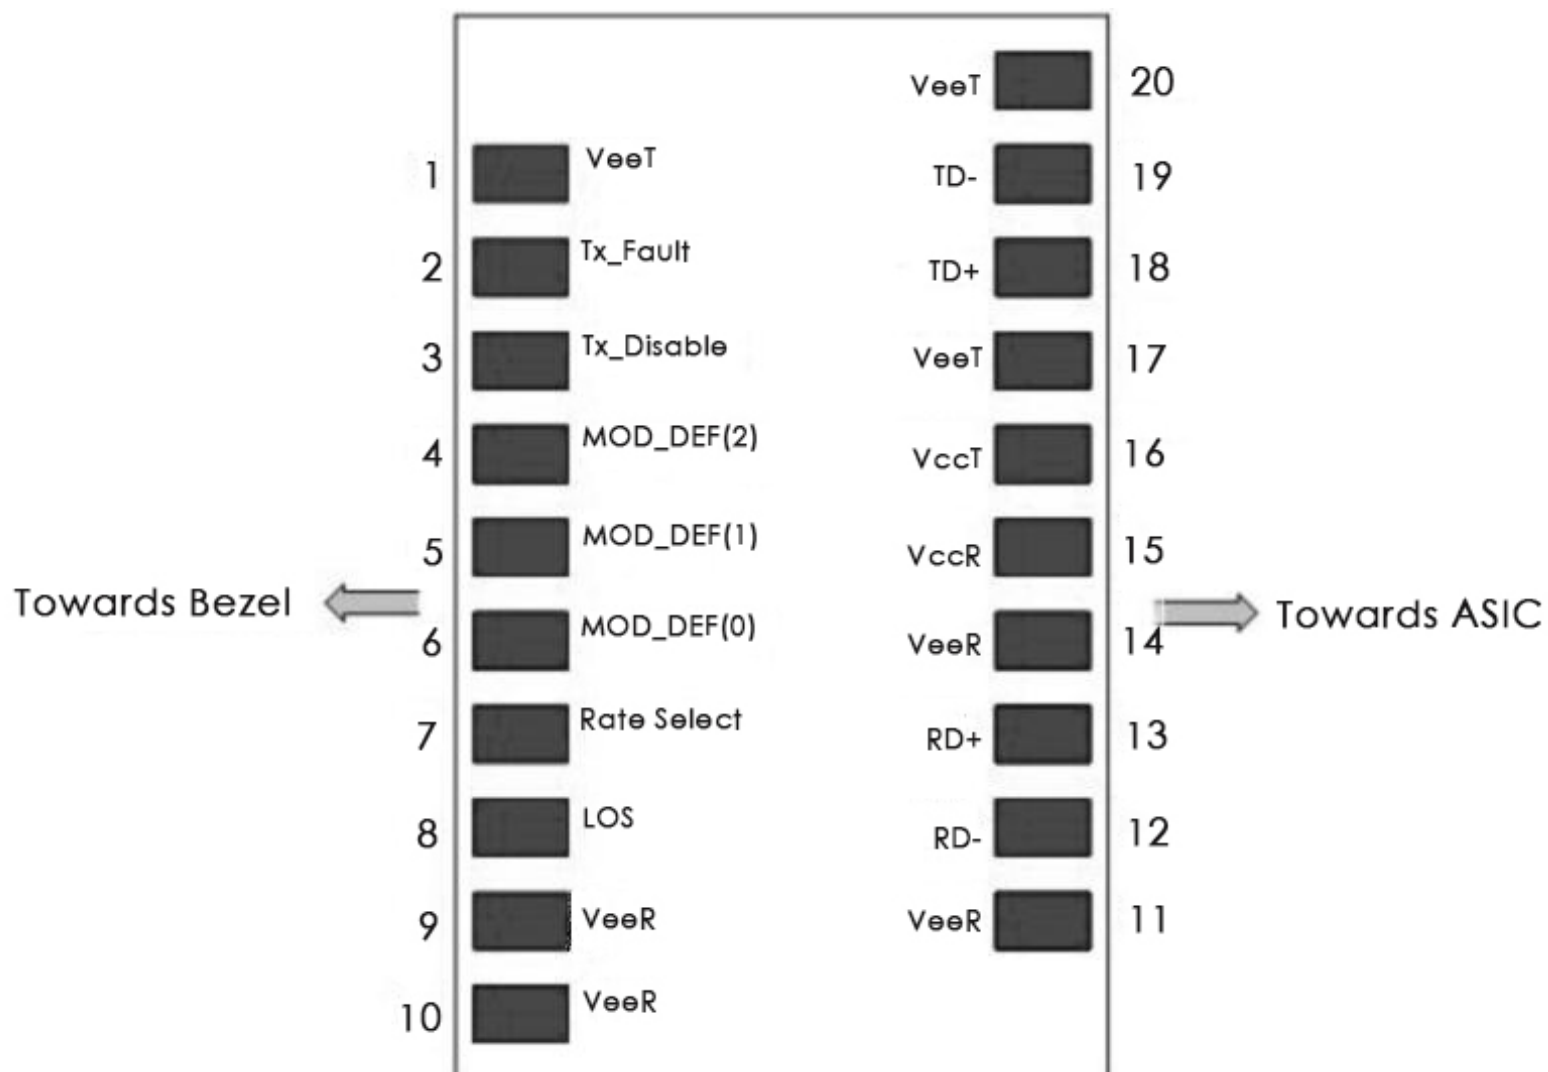 VeeT 20
1 VeeT
TD- 19
2 Tx_Fault
TD+ 18
3 Tx_Disable
VeeT 17
4 MOD_DEF(2)
VccT 16
5 MOD_DEF(1)
VccR 15
Towards Bezel
Towards ASIC
6 MOD_DEF(0)
VeeR 14
7 Rate Select
RD+ 13
8 LOS
RD- 12
9 VeeR
VeeR 11
10 VeeR